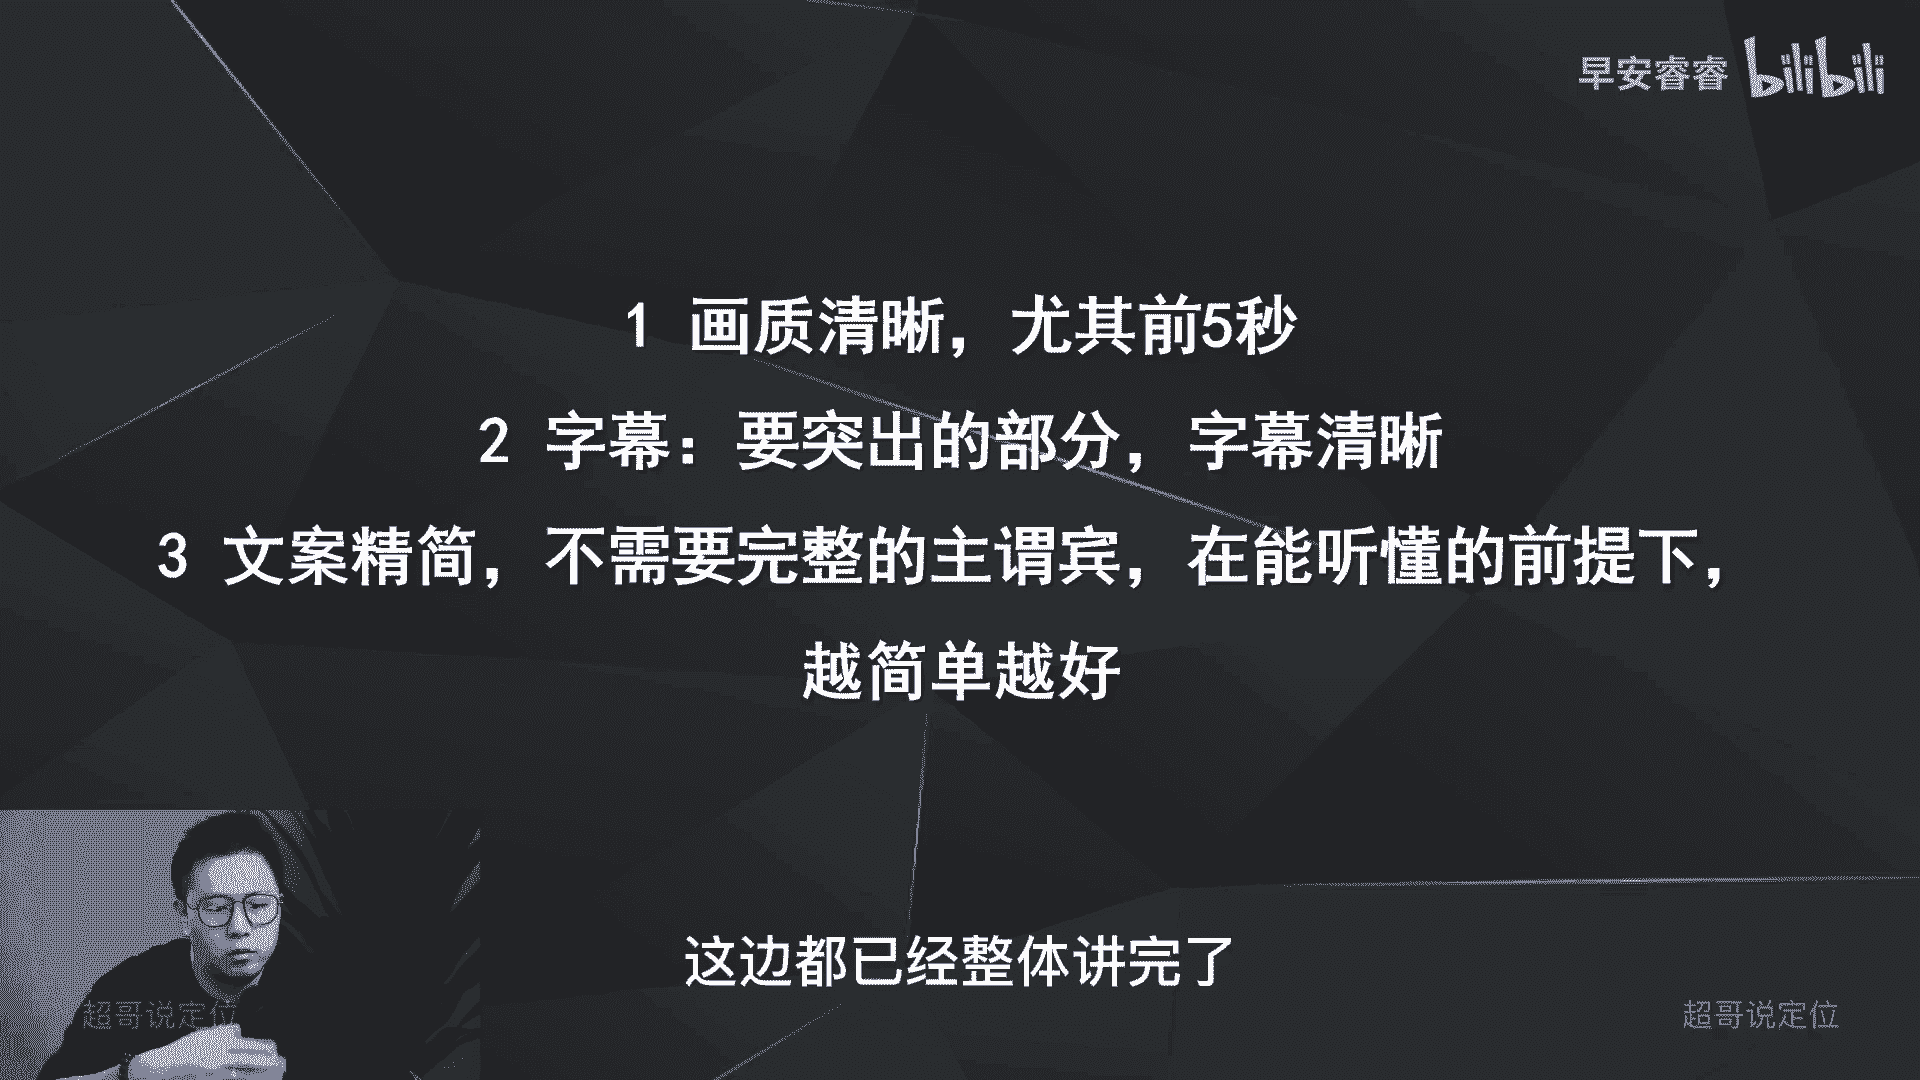 早安睿睿 bilibili
1 画质清晰，尤其前5秒
2 字幕：要突出的部分，字幕清晰
3 文案精简，不需要完整的主谓宾，在能听懂的前提下，
越简单越好
这边都已经整体讲完了
超哥说定位
超哥说定位